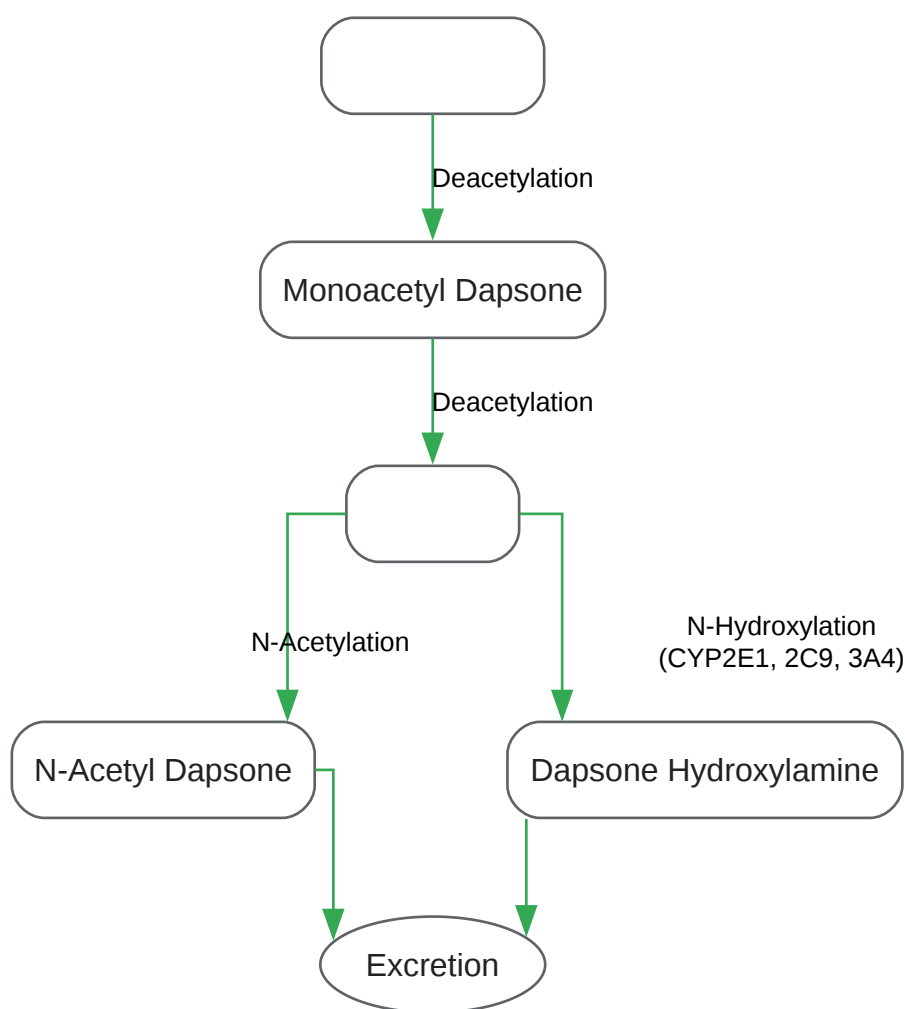 Deacetylation
Monoacetyl Dapsone
Deacetylation
N-Acetylation
N-Hydroxylation
(CYP2E1, 2C9, 3A4)
N-Acetyl Dapsone
Dapsone Hydroxylamine
Excretion